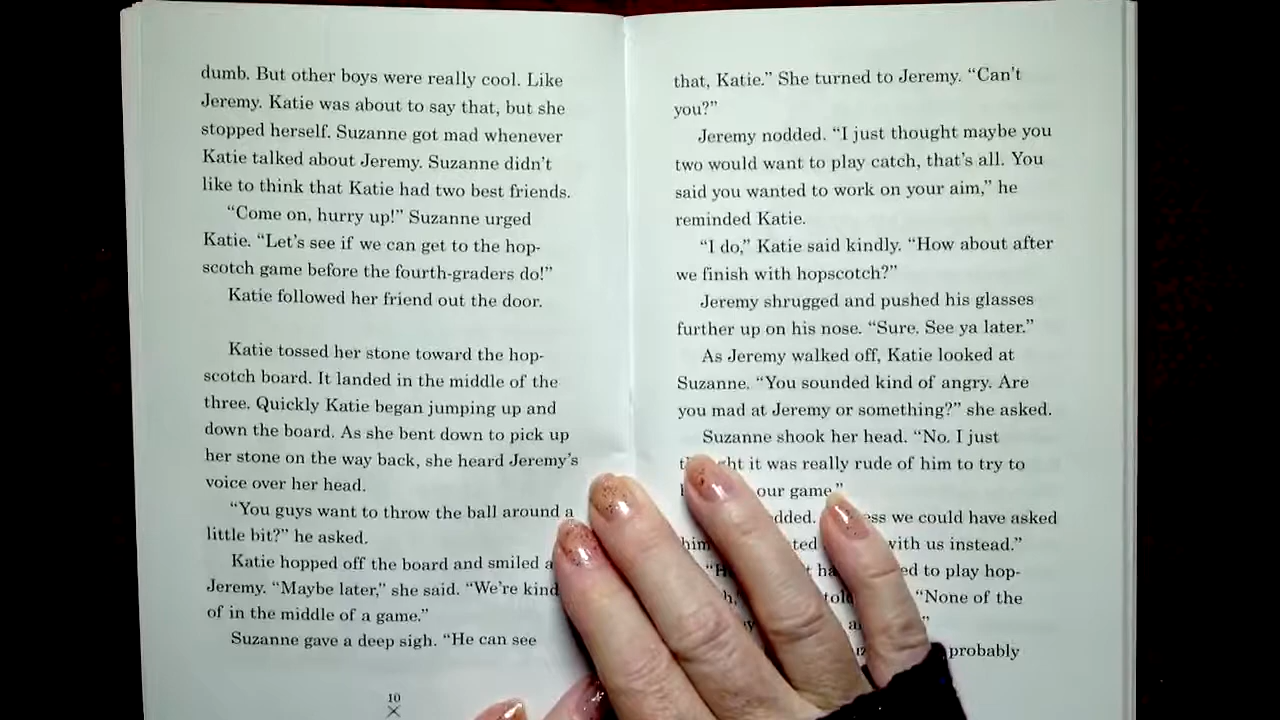 dumb. But other boys were really cool. Like
Jeremy. Katie was about to say that, but she
stopped herself. Suzanne got mad whenever
Katie talked about Jeremy. Suzanne didn't
like to think that Katie had two best friends.
“Come on, hurry up!” Suzanne urged
Katie. “Let's see if we can get to the hop-
scotch game before the fourth-graders do!”
Katie followed her friend out the door.
Katie tossed her stone toward the hop-
scotch board. It landed in the middle of the
three. Quickly Katie began jumping up and
down the board. As she bent down to pick up
her stone on the way back, she heard Jeremy's
voice over her head.
“You guys want to throw the ball around a
little bit?” he asked.
Katie hopped off the board and smiled
Jeremy. “Maybe later,” she said. “We're kind
of in the middle of a game.”
Suzanne gave a deep sigh. “He can see
10
that, Katie.” She turned to Jeremy. “Can't
you?”
Jeremy nodded. “I just thought maybe you
two would want to play catch, that's all. You
said you wanted to work on your aim,” he
reminded Katie.
“I do,” Katie said kindly. “How about after
we finish with hopscotch?”
Jeremy shrugged and pushed his glasses
further up on his nose. “Sure. See ya later.”
As Jeremy walked off, Katie looked at
Suzanne. “You sounded kind of angry. Are
you mad at Jeremy or something?” she asked.
Suzanne shook her head. “No. I just
it was really rude of him to try to
our game.”
we could have asked
him with us instead.”
to play hop-
“None of the
probably